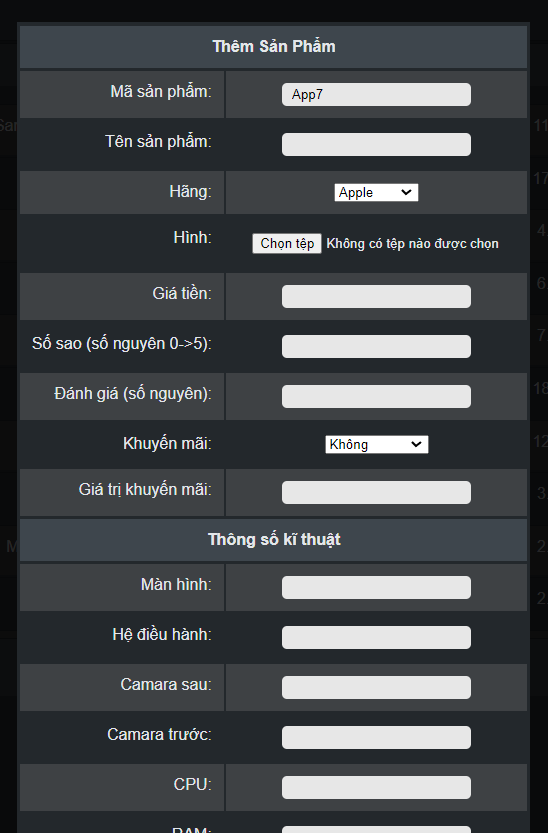 Thêm Sản Phẩm
Mã sản phẩm: App7
Tên sản phẩm:
Hãng: Apple
Hình: Chọn tệp Không có tệp nào được chọn
Giá tiền:
Số sao (số nguyên 0->5):
Đánh giá (số nguyên):
Khuyến mãi: Không
Giá trị khuyến mãi:
Thông số kĩ thuật
Màn hình:
Hệ điều hành:
Camara sau:
Camara trước:
CPU:
RAM: